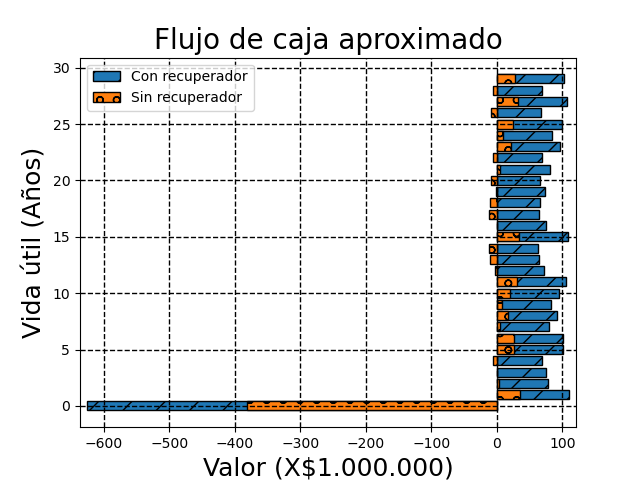 Flujo de caja aproximado
Con recuperador
Sin recuperador
30
25
20
15
10
5
0
Vida útil (Años)
−600 −500 −400 −300 −200 −100 0 100
Valor (X$1.000.000)